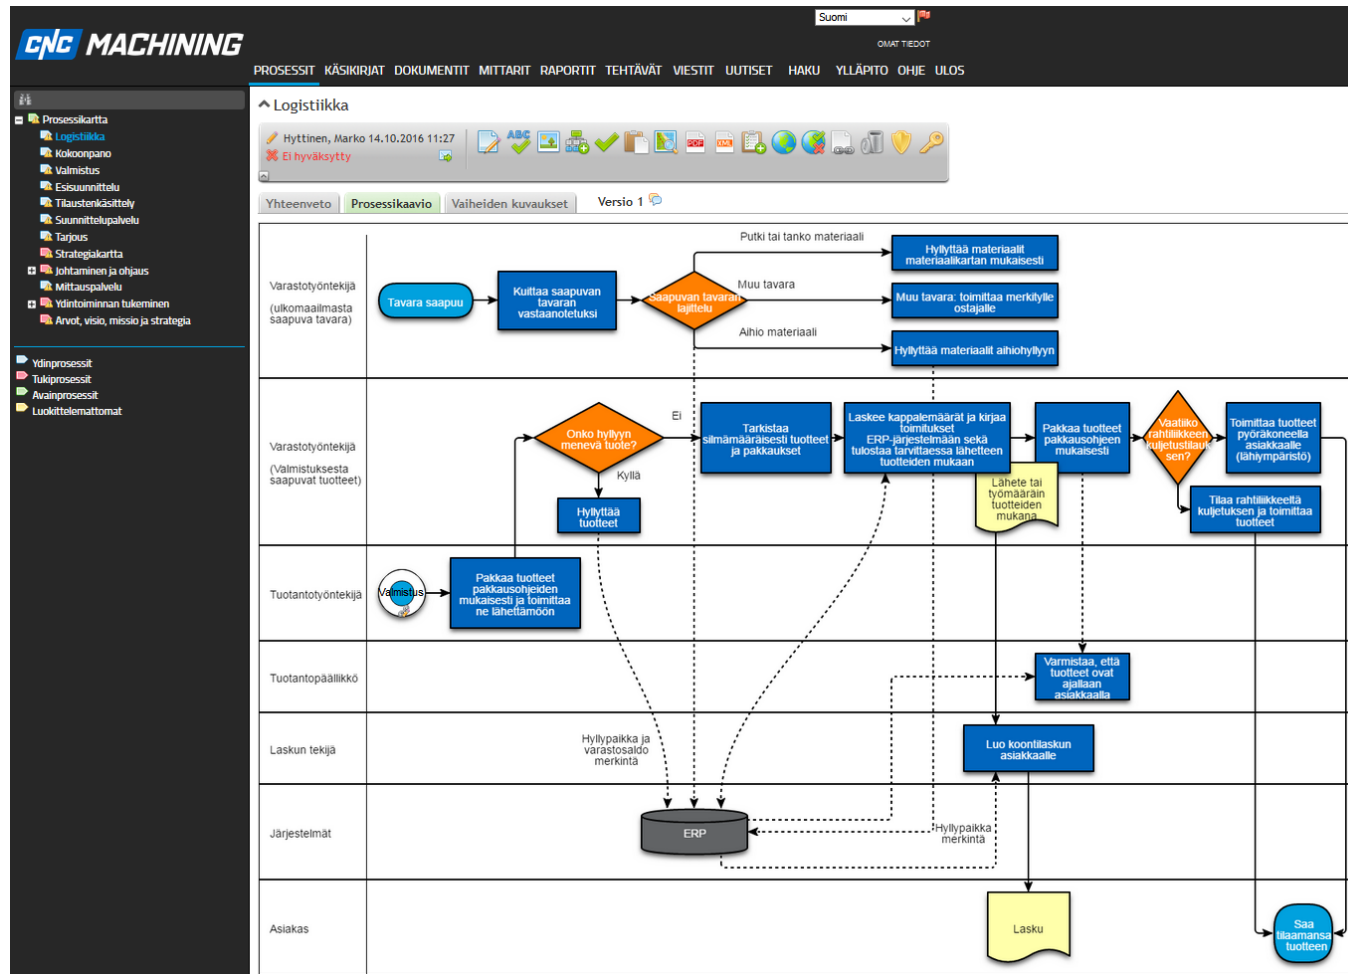 Suomi
CNC MACHINING
OMAT TIEDOT
PROSESSIT KÄSIKIRJAT DOKUMENTIT MITTARIT RAPORTIT TEHTÄVÄT VIESTIT UUTISET HAKU YLLÄPITO OHJE ULOS
Prosessikartta
Logistiikka
Kokoonpano
Valmistus
Esisuunnittelu
Tilaustenkäsittely
Suunnittelupalvelu
Tarjous
Strategiakartta
Johtaminen ja ohjaus
Mittauspalvelu
Ydintoiminnan tukeminen
Arvot, visio, missio ja strategia
Ydinprosessit
Tukiprosessit
Avainprosessit
Luokittelemattomat
Logistiikka
Hyttinen, Marko 14.10.2016 11:27
Ei hyväksytty
ABC
PDF
XML
Yhteenveto
Prosessikaavio
Vaiheiden kuvaukset
Versio 1
Varastotyöntekijä
(ulkomaailmasta
saapuva tavara)
Tavara saapuu
Kuittaa saapuvan
tavaran
vastaanotetuksi
Saapuvan tavaran
lajittelu
Putki tai tanko materiaali
Muu tavara
Aihio materiaali
Hyllyttää materiaalit
materiaalikartan mukaisesti
Muu tavara: toimittaa merkitylle
ostajalle
Hyllyttää materiaalit aihiohyllyyn
Varastotyöntekijä
(Valmistuksesta
saapuvat tuotteet)
Onko hyllyyn
menevä tuote?
Ei
Kyllä
Hyllyttää
tuotteet
Tarkistaa
silmämääräisesti tuotteet
ja pakkaukset
Laskee kappalemäärät ja kirjaa
toimitukset
ERP-järjestelmään sekä
tulostaa tarvittaessa lähetteen
tuotteiden mukaan
Lähete tai
työmääräin
tuotteiden
mukana
Pakkaa tuotteet
pakkausohjeen
mukaisesti
Vaatiiko
rahtiliikkeen
kuljetustilauk
sen?
Toimittaa tuotteet
pyöräkoneella
asiakkaalle
(lähiympäristö)
Tilaa rahtiliikkeeltä
kuljetuksen ja toimittaa
tuotteet
Tuotantotyöntekijä
Valmistus
Pakkaa tuotteet
pakkausohjeiden
mukaisesti ja toimittaa
ne lähettämöön
Tuotantopäällikkö
Varmistaa, että
tuotteet ovat
ajallaan
asiakkaalla
Laskun tekijä
Hyllypaikka ja
varastosaldo
merkintä
Luo koontilaskun
asiakkaalle
Järjestelmät
ERP
Hyllypaikka
merkintä
Asiakas
Lasku
Saa
tilaamansa
tuotteen